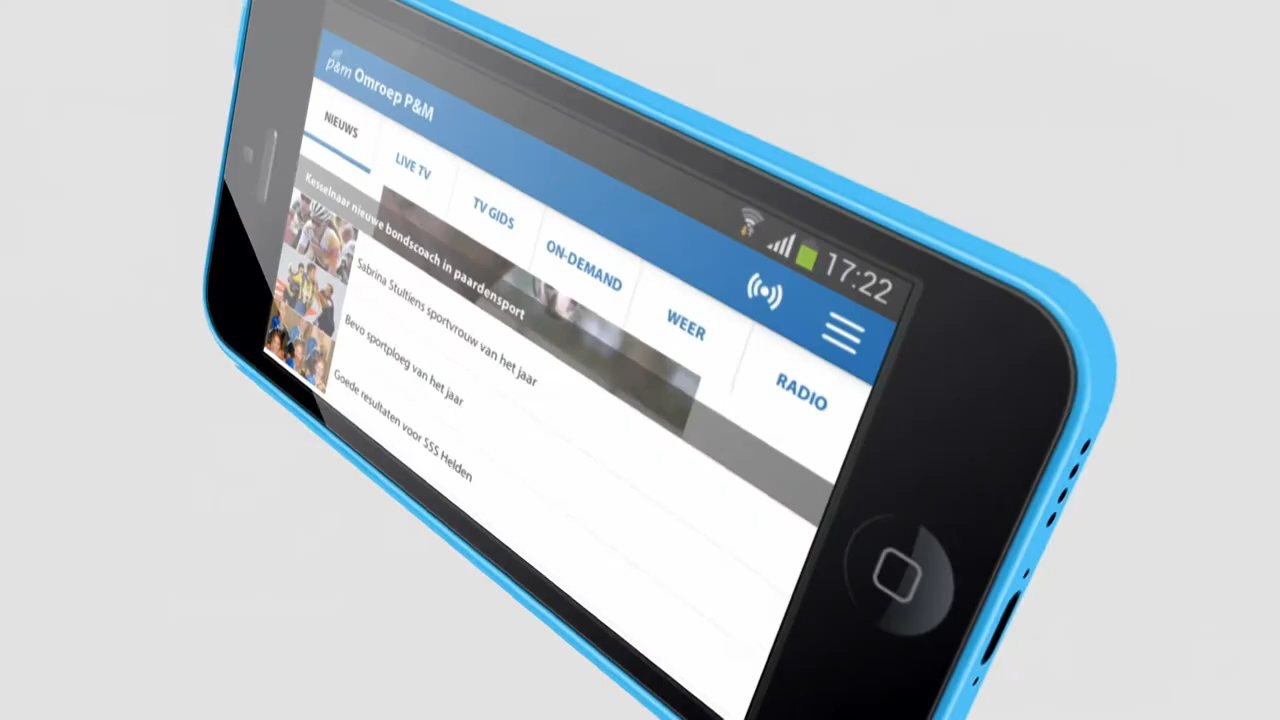 17:22
p&m Omroep P&M
NIEUWS
LIVE TV
TV GIDS
ON-DEMAND
WEER
RADIO
Kesselnaar nieuwe bondscoach in paardensport
Sabrina Stultiens sportvrouw van het jaar
Bevo sportploeg van het jaar
Goede resultaten voor SSS Helden